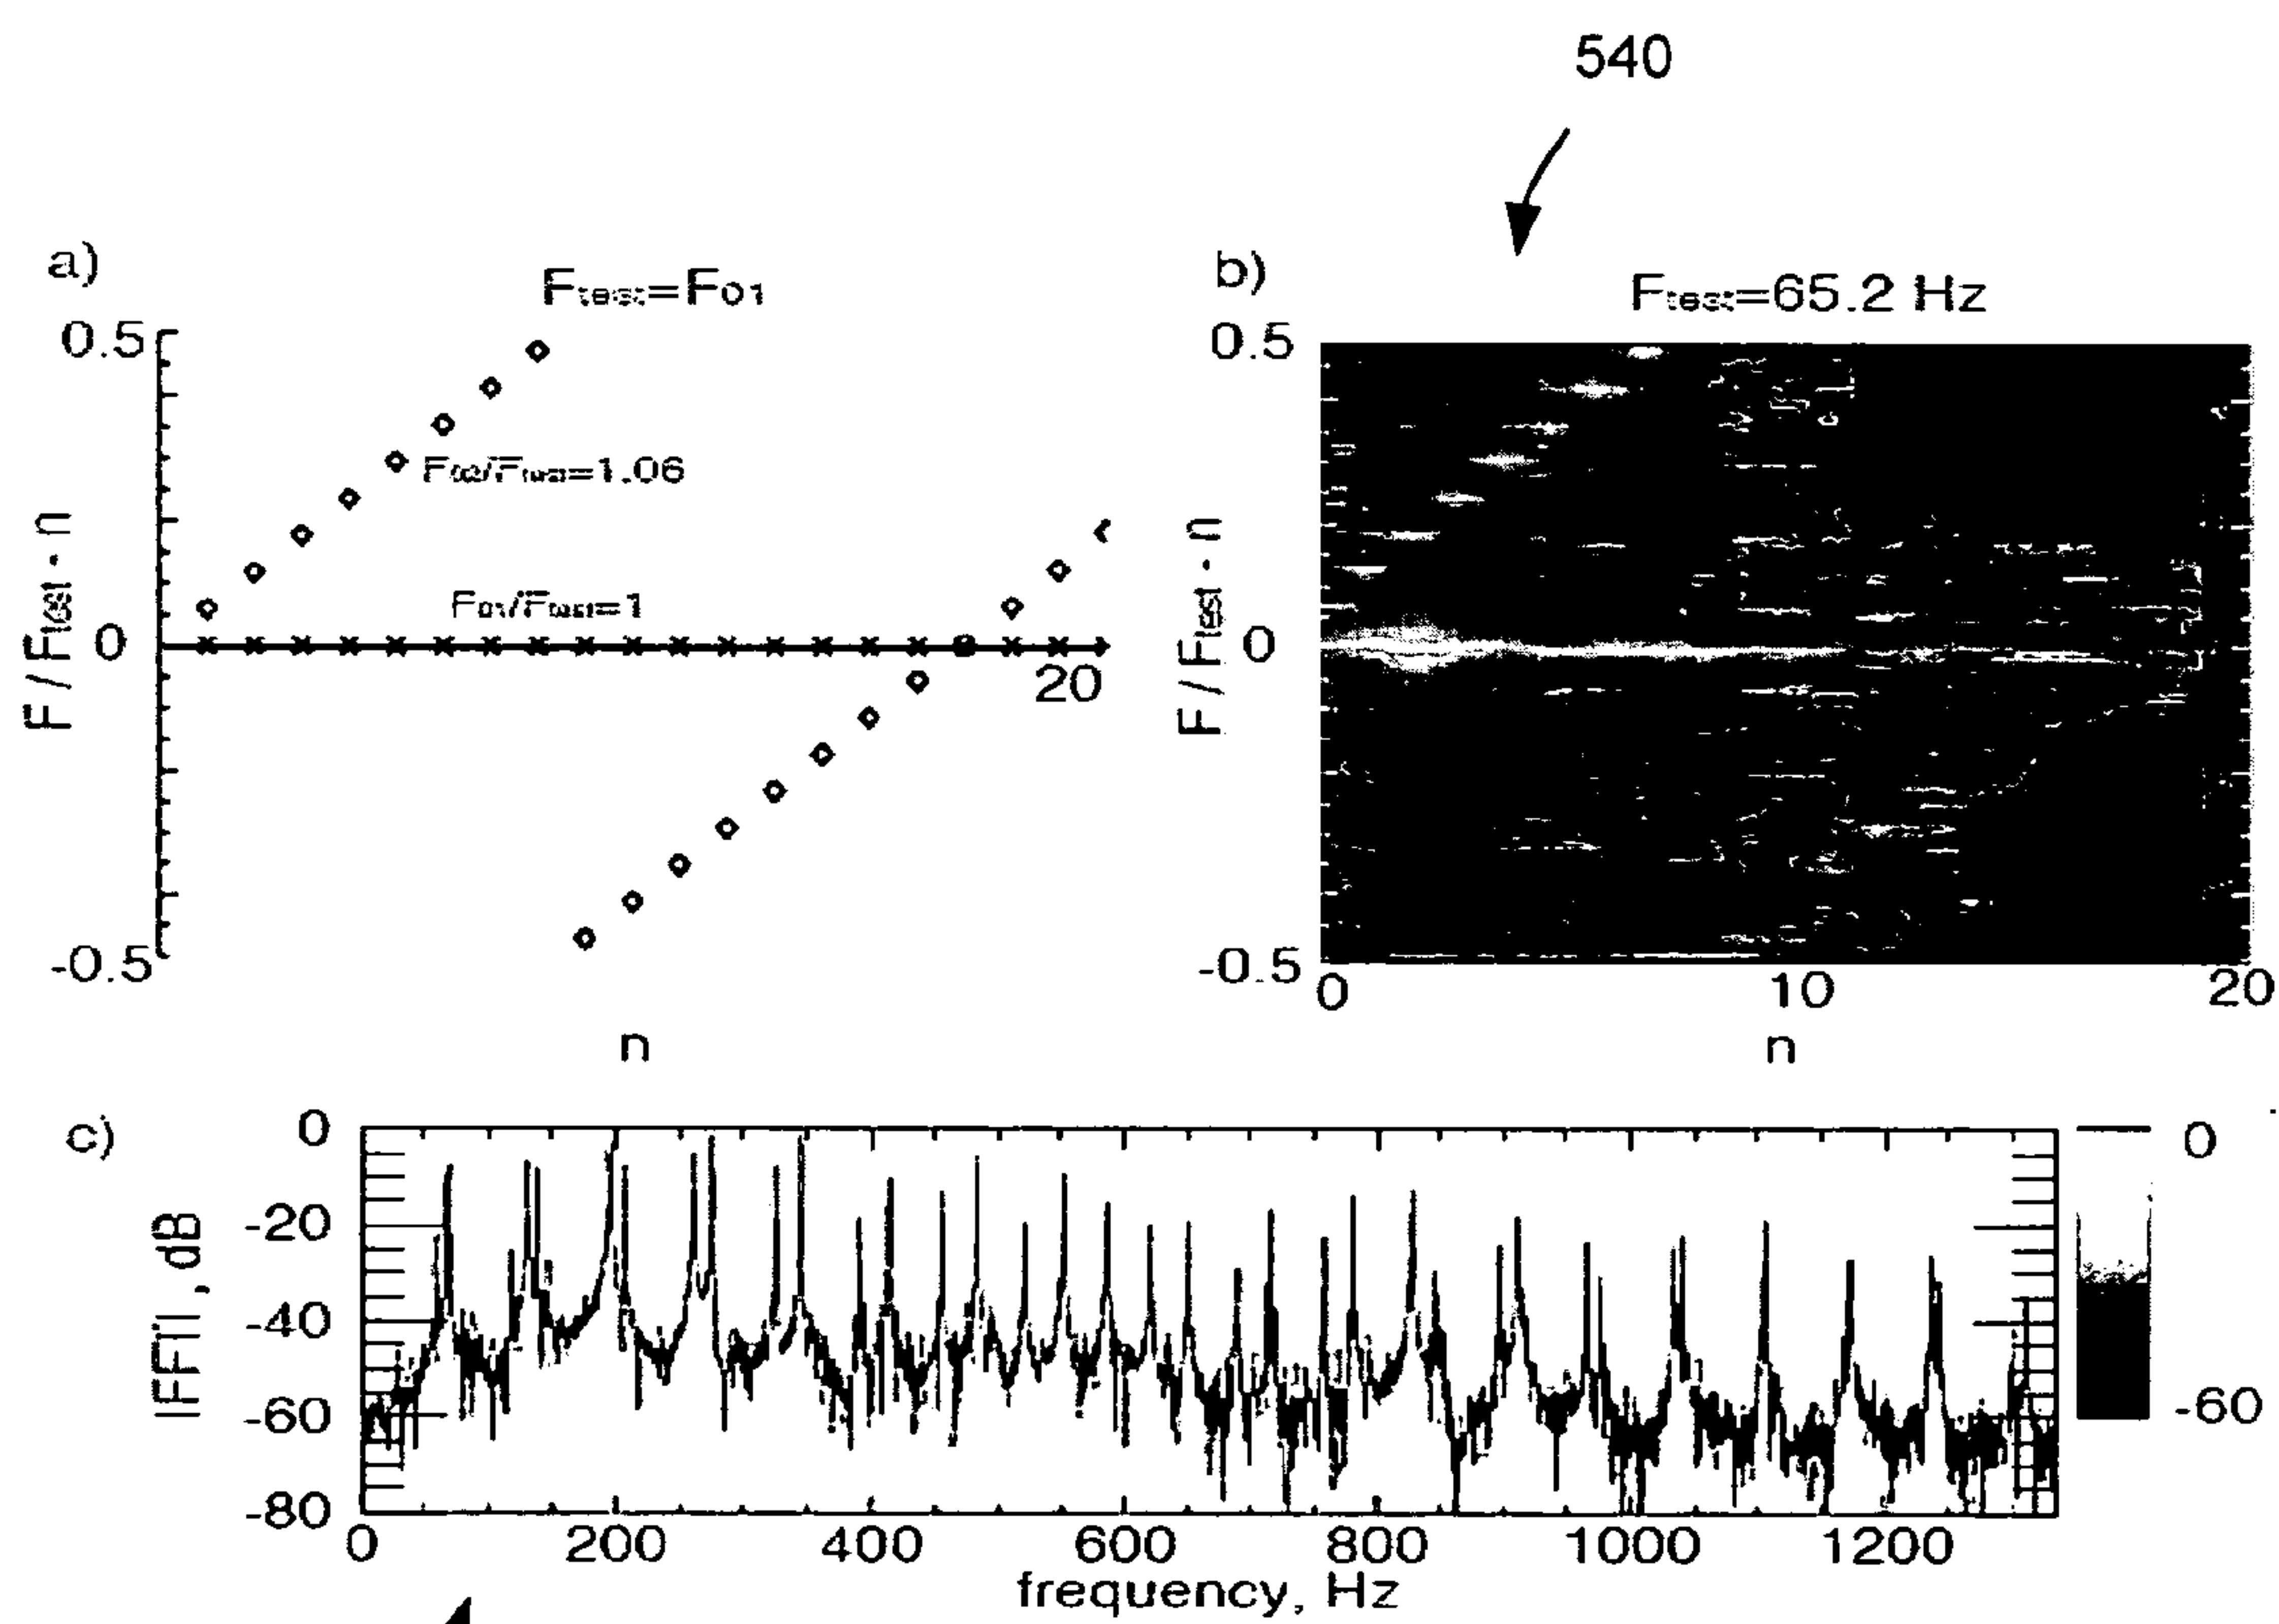 540
a)
Ftest=F01
0.5
F02/Ftest=1.06
F01/Ftest=1
F / Ftest - n
0
20
-0.5
n
b)
Ftest=65.2 Hz
0.5
F / Ftest - n
0
-0.5
0 10 20
n
c)
0
-20
-40
-60
-80
|FFT|, dB
0 200 400 600 800 1000 1200
frequency, Hz
0
-60